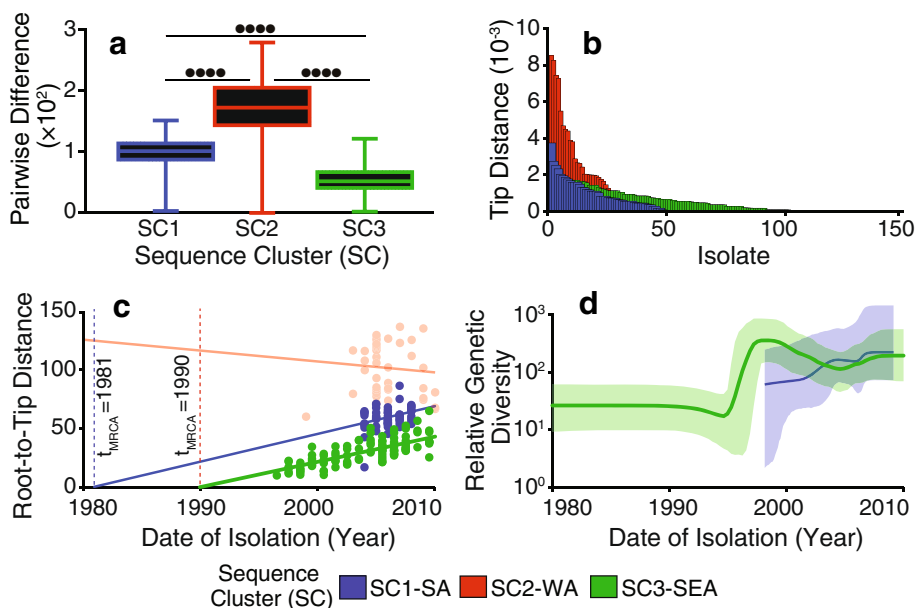 a
Pairwise Difference
(×10²)
3
2
1
0
SC1 SC2 SC3
Sequence Cluster (SC)
b
Tip Distance (10⁻³)
10
8
6
4
2
0
0 50 100 150
Isolate
c
Root-to-Tip Distance
150
100
50
0
tMRCA=1981
tMRCA=1990
1980 1990 2000 2010
Date of Isolation (Year)
d
Relative Genetic
Diversity
10³
10²
10¹
10⁰
1980 1990 2000 2010
Date of Isolation (Year)
Sequence
Cluster (SC) SC1-SA SC2-WA SC3-SEA